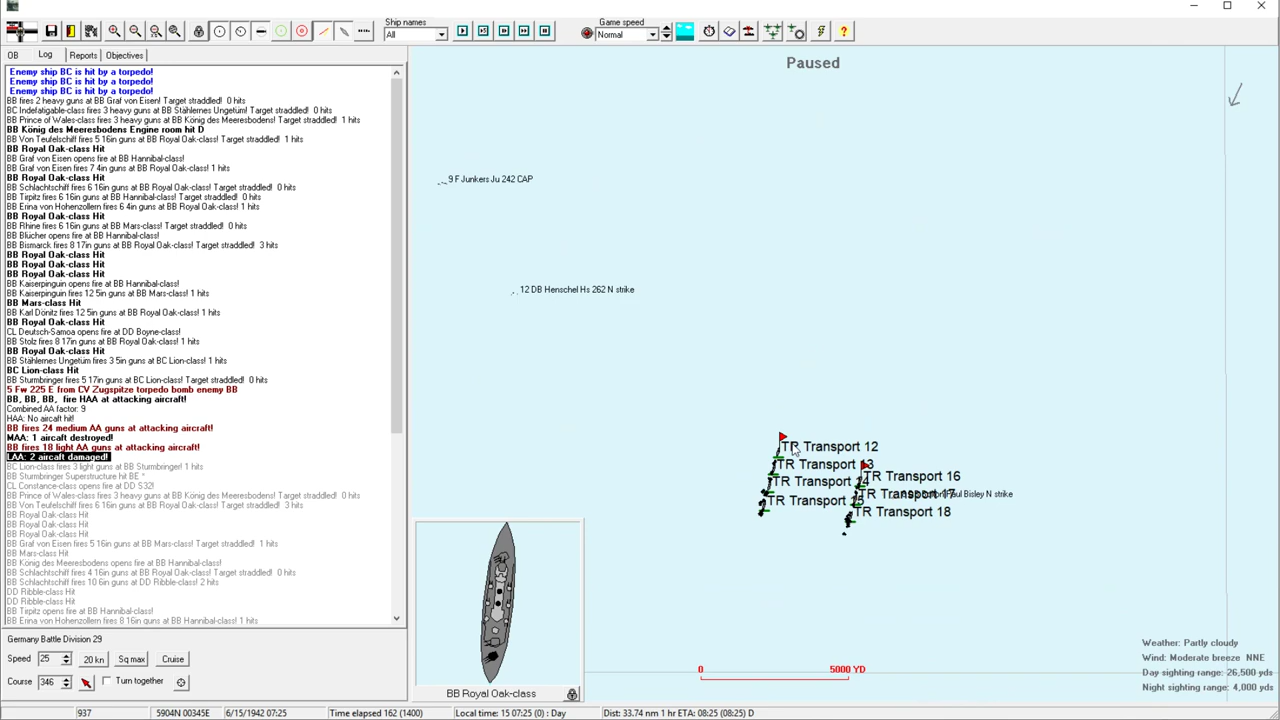 Ship names
Game speed
All
Normal
OB
Log
Reports
Objectives
Paused
Enemy ship BC is hit by a torpedo!
Enemy ship BC is hit by a torpedo!
Enemy ship BC is hit by a torpedo!
BB fires 2 heavy guns at BB Graf von Eisen! Target straddled! 0 hits
BC Indefatigable-class fires 3 heavy guns at BB Stählernes Ungetüm! Target straddled! 0 hits
BB Prince of Wales-class fires 3 heavy guns at BB König des Meeresbodens! Target straddled! 1 hits
BB König des Meeresbodens Engine room hit D
BB Von Teufelschiff fires 5 16in guns at BB Royal Oak-class! Target straddled! 1 hits
BB Royal Oak-class Hit
BB Graf von Eisen opens fire at BB Hannibal-class!
BB Graf von Eisen fires 7 4in guns at BB Royal Oak-class! 1 hits
BB Royal Oak-class Hit
BB Schlachtschiff fires 6 16in guns at BB Royal Oak-class! Target straddled! 0 hits
BB Tirpitz fires 6 16in guns at BB Hannibal-class! Target straddled! 0 hits
BB Erina von Hohenzollern fires 6 4in guns at BB Royal Oak-class! 1 hits
BB Royal Oak-class Hit
BB Rhine fires 6 16in guns at BB Mars-class! Target straddled! 0 hits
BB Blücher opens fire at BB Hannibal-class!
BB Bismarck fires 8 17in guns at BB Royal Oak-class! Target straddled! 3 hits
BB Royal Oak-class Hit
BB Royal Oak-class Hit
BB Royal Oak-class Hit
BB Kaiserpinguin opens fire at BB Hannibal-class!
BB Kaiserpinguin fires 12 5in guns at BB Mars-class! 1 hits
BB Mars-class Hit
BB Karl Dönitz fires 12 5in guns at BB Royal Oak-class! 1 hits
BB Royal Oak-class Hit
CL Deutsch-Samoa opens fire at DD Boyne-class!
BB Stolz fires 8 17in guns at BB Royal Oak-class! Target straddled! 1 hits
BB Royal Oak-class Hit
BB Stählernes Ungetüm fires 3 5in guns at BC Lion-class! 1 hits
BC Lion-class Hit
BB Sturmbringer fires 5 17in guns at BC Lion-class! Target straddled! 0 hits
5 Fw 225 E from CV Zugspitze torpedo bomb enemy BB
BB, BB, BB, fire HAA at attacking aircraft!
Combined AA factor: 9
HAA: No aircaft hit!
BB fires 24 medium AA guns at attacking aircraft!
MAA: 1 aircaft destroyed!
BB fires 18 light AA guns at attacking aircraft!
LAA: 2 aircaft damaged!
BC Lion-class fires 3 light guns at BB Sturmbringer! 1 hits
BB Sturmbringer Superstructure hit BE *
CL Constance-class opens fire at DD S32!
BB Prince of Wales-class fires 3 heavy guns at BB König des Meeresbodens! Target straddled! 0 hits
BB Von Teufelschiff fires 6 16in guns at BB Royal Oak-class! Target straddled! 3 hits
BB Royal Oak-class Hit
BB Royal Oak-class Hit
BB Royal Oak-class Hit
BB Graf von Eisen fires 5 16in guns at BB Mars-class! Target straddled! 1 hits
BB Mars-class Hit
BB König des Meeresbodens opens fire at BB Hannibal-class!
BB Schlachtschiff fires 4 16in guns at BB Royal Oak-class! Target straddled! 0 hits
BB Schlachtschiff fires 10 6in guns at DD Ribble-class! 2 hits
DD Ribble-class Hit
DD Ribble-class Hit
BB Tirpitz opens fire at BB Hannibal-class!
BB Erina von Hohenzollern fires 8 16in guns at BB Hannibal-class! 1 hits
9 F Junkers Ju 242 CAP
12 DB Henschel Hs 262 N strike
TR Transport 12
TR Transport 13
TR Transport 14
TR Transport 15
TR Transport 16
TR Transport 17
Bisley N strike
TR Transport 18
BB Royal Oak-class
0 5000 YD
Weather: Partly cloudy
Wind: Moderate breeze NNE
Day sighting range: 26,500 yds
Night sighting range: 4,000 yds
Germany Battle Division 29
Speed 25 20 kn Sq max Cruise
Course 346 Turn together
937 5904N 00345E 6/15/1942 07:25 Time elapsed 162 (1400) Local time: 15 07:25 (0) : Day Dist: 33.74 nm 1 hr ETA: 08:25 (08:25) D